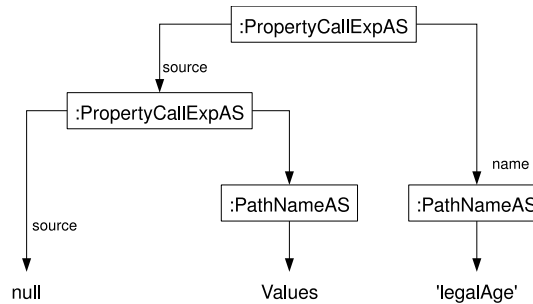 :PropertyCallExpAS
source
:PropertyCallExpAS
name
:PathNameAS
:PathNameAS
source
null
Values
'legalAge'